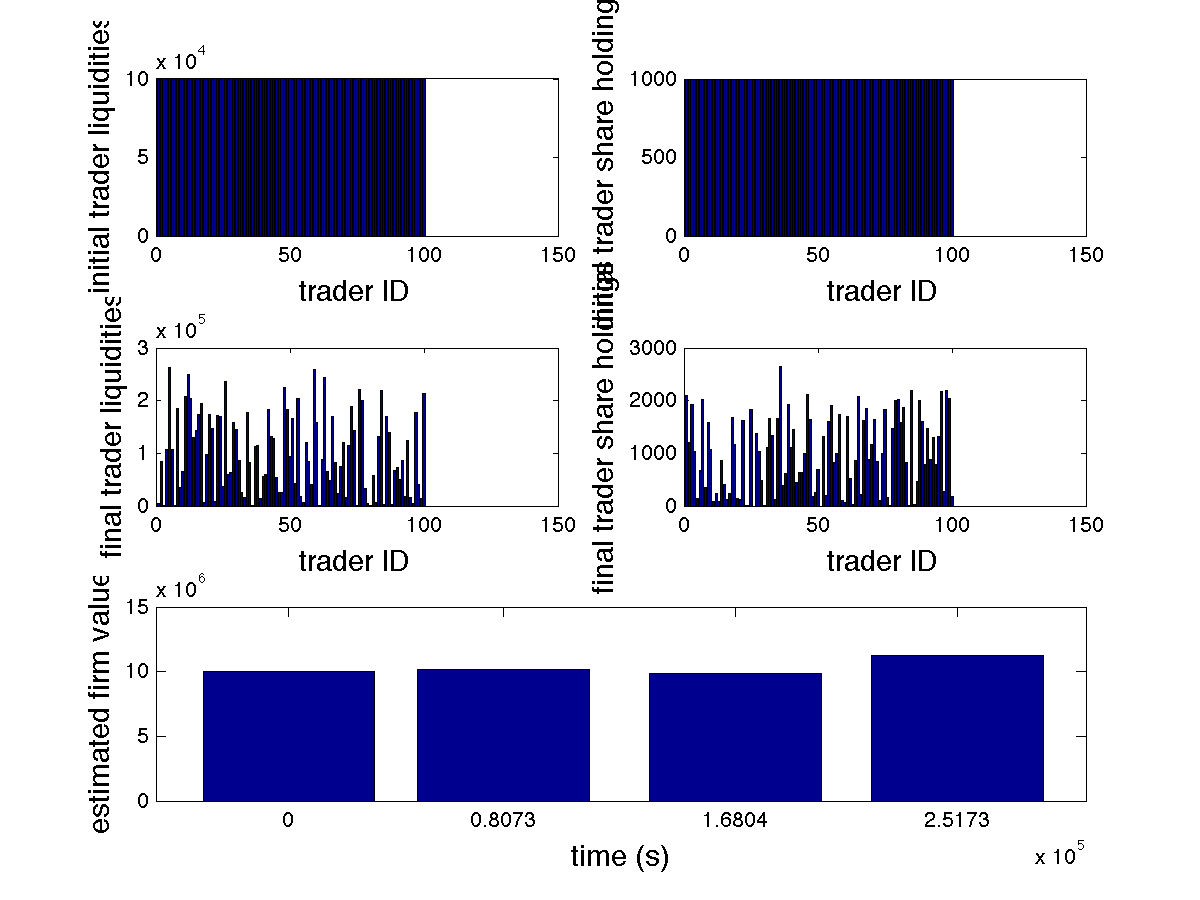 initial trader liquidities
x 10^4
10
5
0
0 50 100 150
trader ID
trader share holding
1000
500
0
0 50 100 150
trader ID
final trader liquidities
x 10^5
3
2
1
0
0 50 100 150
trader ID
final trader share holdings
3000
2000
1000
0
0 50 100 150
trader ID
estimated firm value
x 10^6
15
10
5
0
0 0.8073 1.6804 2.5173
time (s)
x 10^5